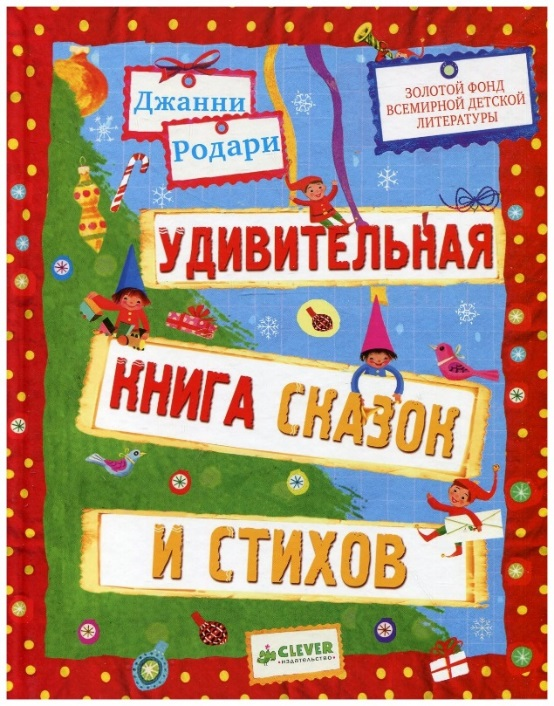 Джанни
Родари
ЗОЛОТОЙ ФОНД
ВСЕМИРНОЙ ДЕТСКОЙ
ЛИТЕРАТУРЫ
УДИВИТЕЛЬНАЯ
КНИГА СКАЗОК
И СТИХОВ
CLEVER
•ИЗДАТЕЛЬСТВО•